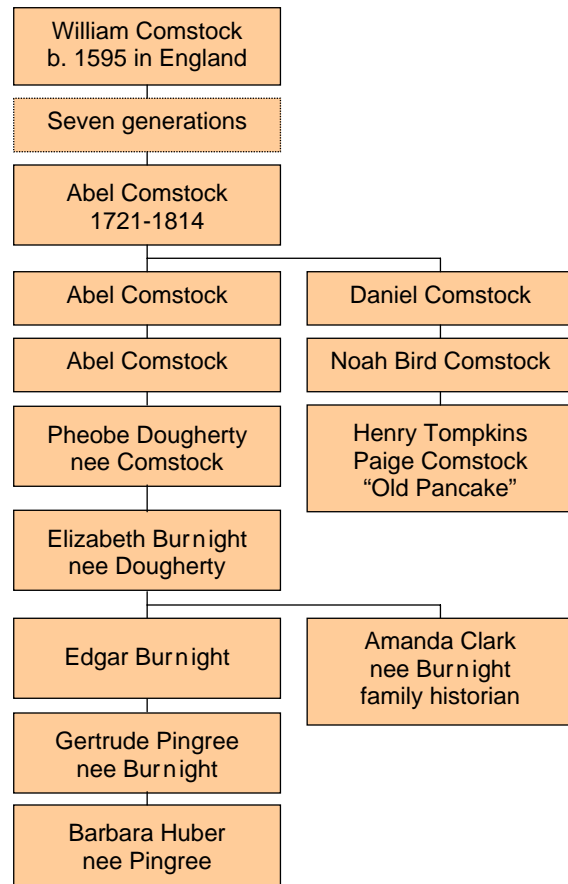 William Comstock
b. 1595 in England
Seven generations
Abel Comstock
1721-1814
Abel Comstock
Daniel Comstock
Abel Comstock
Noah Bird Comstock
Pheobe Dougherty
nee Comstock
Henry Tompkins
Paige Comstock
“Old Pancake”
Elizabeth Burnight
nee Dougherty
Edgar Burnight
Amanda Clark
nee Burnight
family historian
Gertrude Pingree
nee Burnight
Barbara Huber
nee Pingree